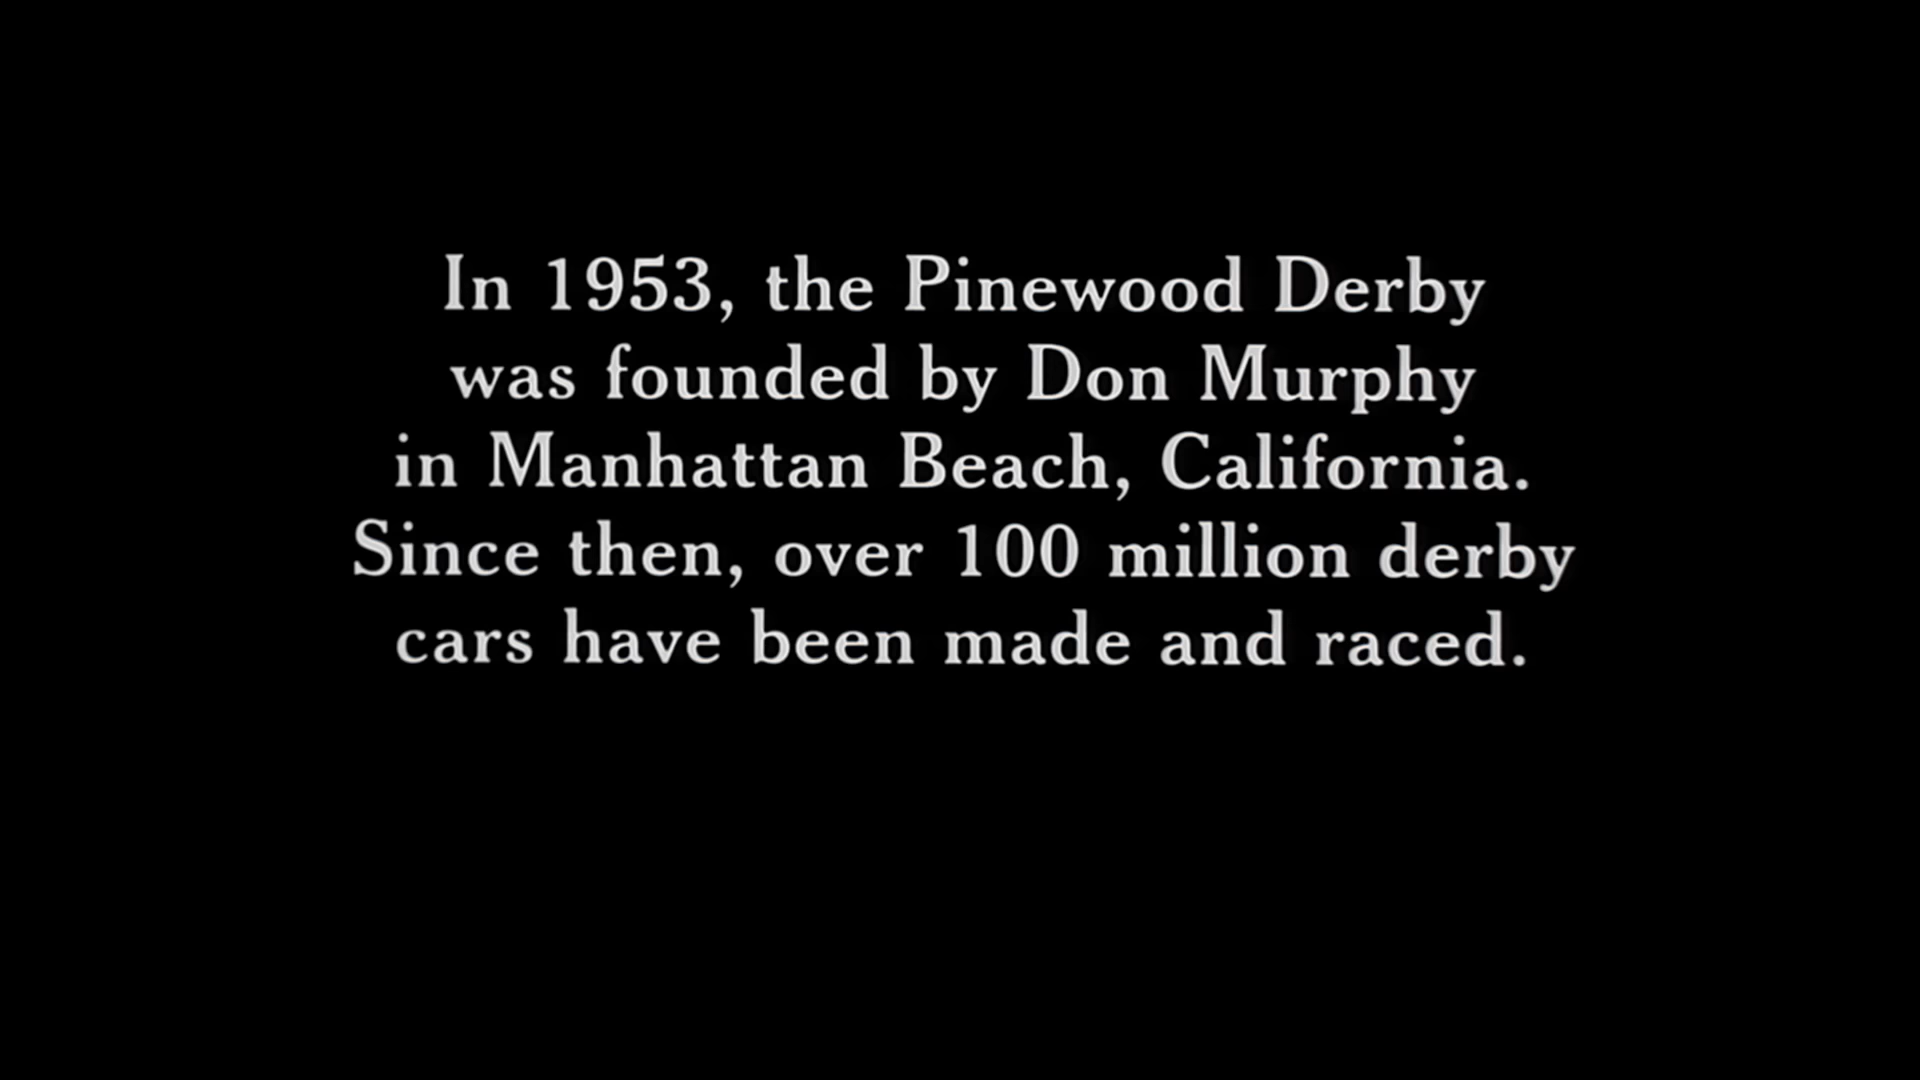 In 1953, the Pinewood Derby
was founded by Don Murphy
in Manhattan Beach, California.
Since then, over 100 million derby
cars have been made and raced.